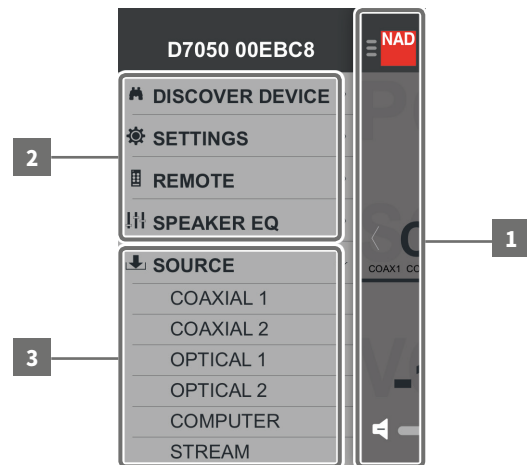 D7050 00EBC8
NAD
DISCOVER DEVICE
SETTINGS
2
REMOTE
SPEAKER EQ
1
SOURCE
COAX1
COAXIAL 1
COAXIAL 2
3
OPTICAL 1
OPTICAL 2
COMPUTER
STREAM